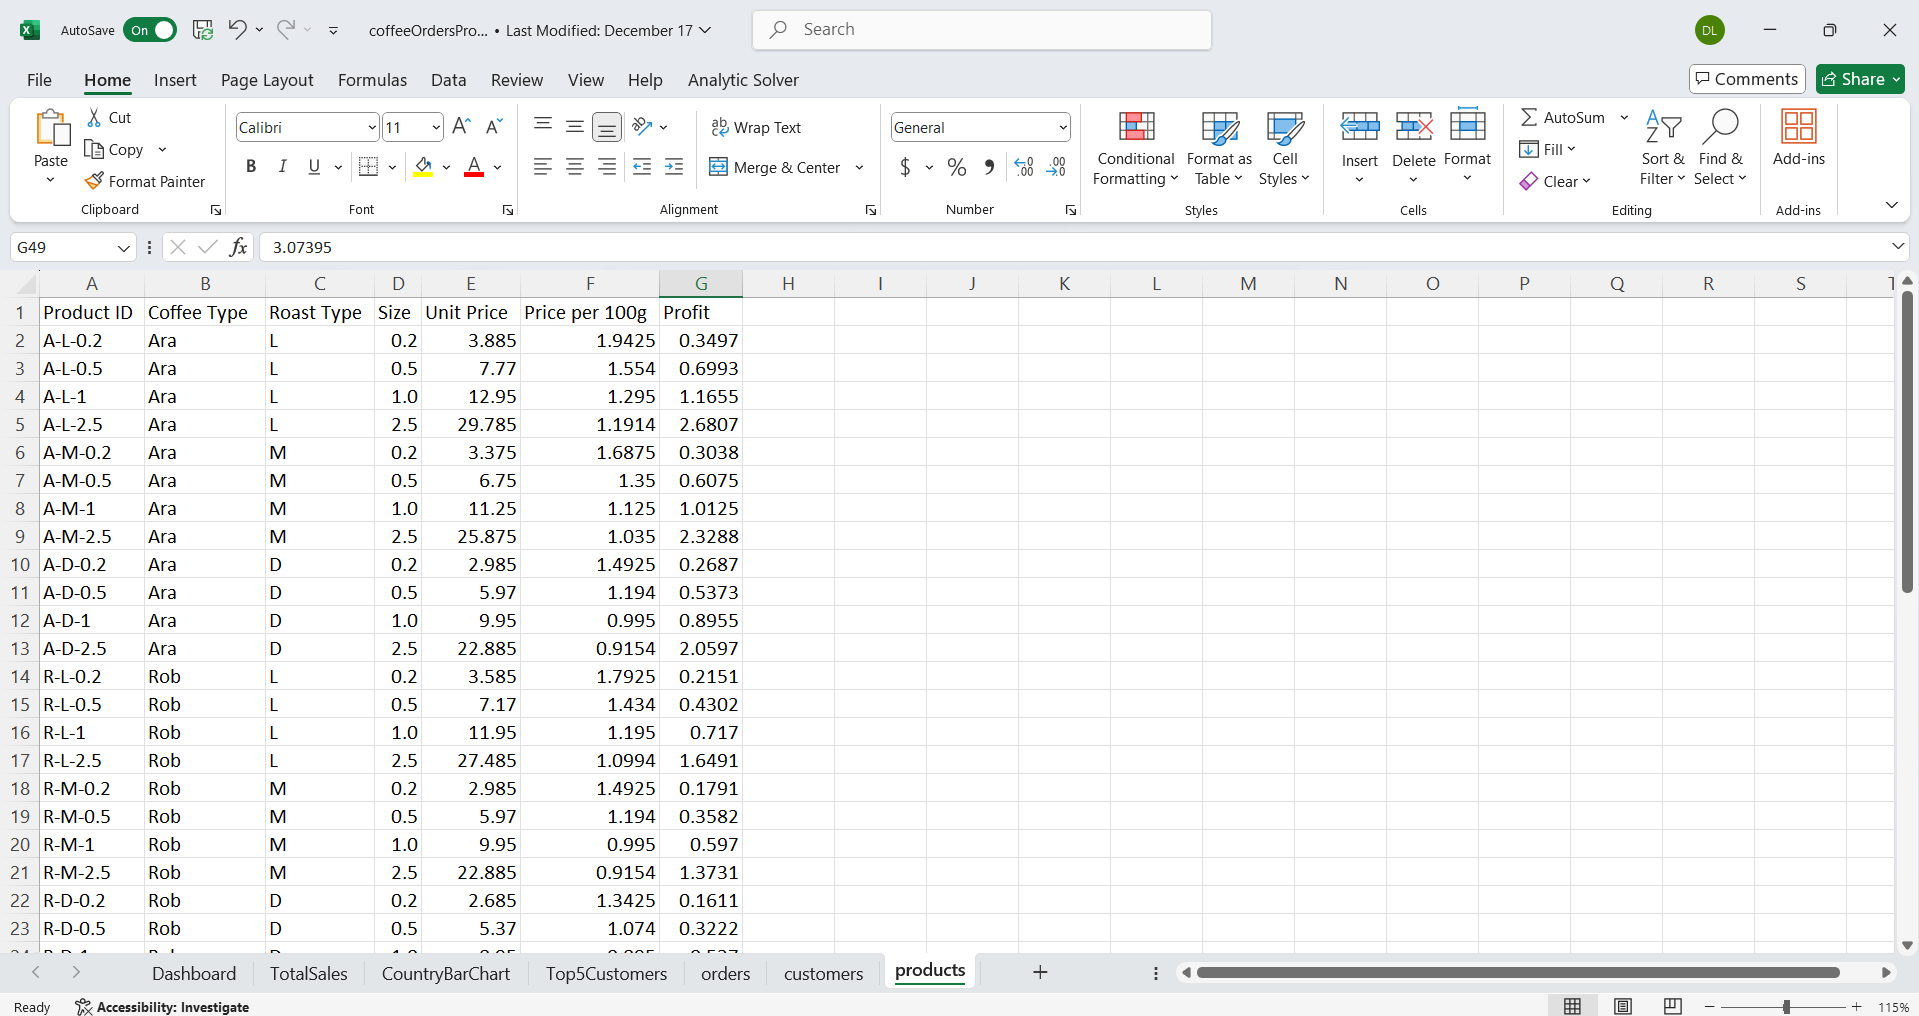 AutoSave On coffeeOrdersPro... • Last Modified: December 17 Search DL
File Home Insert Page Layout Formulas Data Review View Help Analytic Solver Comments Share
Paste Cut Copy Format Painter Clipboard
Calibri 11 B I U A Font
ab Wrap Text Merge & Center Alignment
General $ % Number
Conditional Formatting Format as Table Cell Styles Styles
Insert Delete Format Cells
AutoSum Fill Clear Sort & Filter Find & Select Editing
Add-ins Add-ins
G49 fx 3.07395
A B C D E F G H I J K L M N O P Q R S T
1 Product ID Coffee Type Roast Type Size Unit Price Price per 100g Profit
2 A-L-0.2 Ara L 0.2 3.885 1.9425 0.3497
3 A-L-0.5 Ara L 0.5 7.77 1.554 0.6993
4 A-L-1 Ara L 1.0 12.95 1.295 1.1655
5 A-L-2.5 Ara L 2.5 29.785 1.1914 2.6807
6 A-M-0.2 Ara M 0.2 3.375 1.6875 0.3038
7 A-M-0.5 Ara M 0.5 6.75 1.35 0.6075
8 A-M-1 Ara M 1.0 11.25 1.125 1.0125
9 A-M-2.5 Ara M 2.5 25.875 1.035 2.3288
10 A-D-0.2 Ara D 0.2 2.985 1.4925 0.2687
11 A-D-0.5 Ara D 0.5 5.97 1.194 0.5373
12 A-D-1 Ara D 1.0 9.95 0.995 0.8955
13 A-D-2.5 Ara D 2.5 22.885 0.9154 2.0597
14 R-L-0.2 Rob L 0.2 3.585 1.7925 0.2151
15 R-L-0.5 Rob L 0.5 7.17 1.434 0.4302
16 R-L-1 Rob L 1.0 11.95 1.195 0.717
17 R-L-2.5 Rob L 2.5 27.485 1.0994 1.6491
18 R-M-0.2 Rob M 0.2 2.985 1.4925 0.1791
19 R-M-0.5 Rob M 0.5 5.97 1.194 0.3582
20 R-M-1 Rob M 1.0 9.95 0.995 0.597
21 R-M-2.5 Rob M 2.5 22.885 0.9154 1.3731
22 R-D-0.2 Rob D 0.2 2.685 1.3425 0.1611
23 R-D-0.5 Rob D 0.5 5.37 1.074 0.3222
Dashboard TotalSales CountryBarChart Top5Customers orders customers products
Ready Accessibility: Investigate 115%